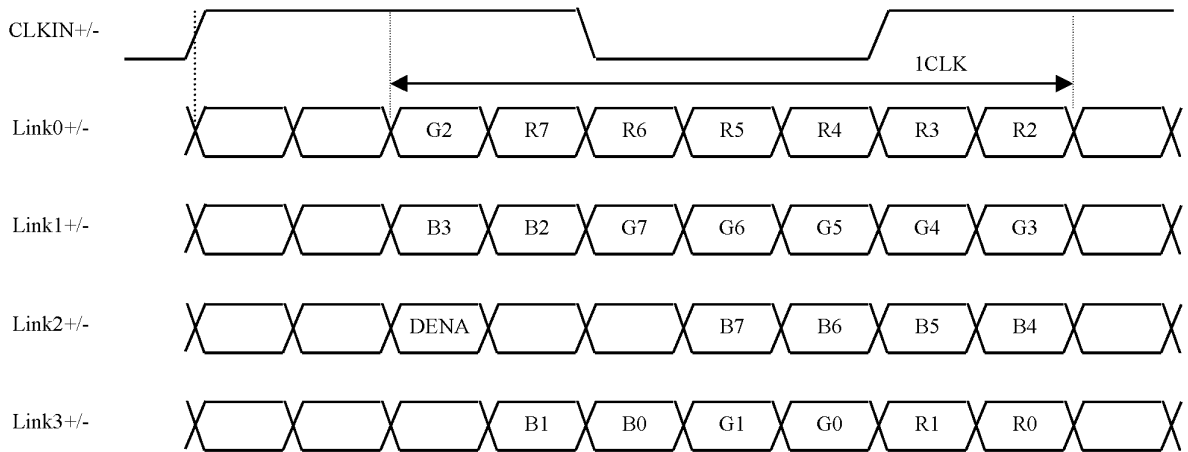 CLKIN+/-
1CLK
Link0+/- G2 R7 R6 R5 R4 R3 R2
Link1+/- B3 B2 G7 G6 G5 G4 G3
Link2+/- DENA B7 B6 B5 B4
Link3+/- B1 B0 G1 G0 R1 R0